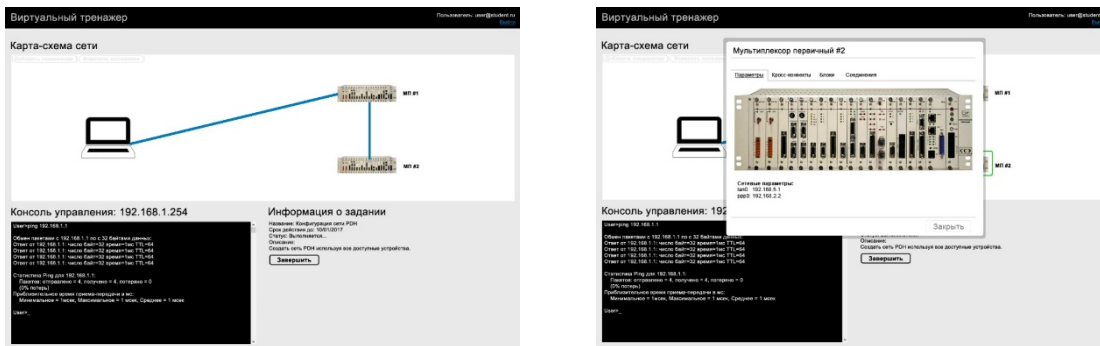 Виртуальный тренажер
Пользователь: user@student.ru
Выйти
Карта-схема сети
МП #1
МП #2
Консоль управления: 192.168.1.254
User>ping 192.168.1.1
Обмен пакетами с 192.168.1.1 по с 32 байтами данных:
Ответ от 192.168.1.1: число байт=32 время=1мс TTL=64
Ответ от 192.168.1.1: число байт=32 время=1мс TTL=64
Ответ от 192.168.1.1: число байт=32 время=1мс TTL=64
Ответ от 192.168.1.1: число байт=32 время=1мс TTL=64
Статистика Ping для 192.168.1.1:
Пакетов: отправлено = 4, получено = 4, потеряно = 0
(0% потерь)
Приблизительное время приема-передачи в мс:
Минимальное = 1мсек, Максимальное = 1 мсек, Среднее = 1 мсек
User>_
Информация о задании
Название: Конфигурация сети PDH
Срок действия до: 10/01/2017
Статус: Выполняется...
Описание:
Создать сеть PDH используя все доступные устройства.
Завершить
Виртуальный тренажер
Пользователь: user@student.ru
Карта-схема сети
Мультиплексор первичный #2
Параметры Кросс-коннекты Блоки Соединения
Сетевые параметры:
lan0: 192.168.5.1
ppp0: 192.168.2.2
Закрыть
МП #1
МП #2
Консоль управления: 192
User>ping 192.168.1.1
Обмен пакетами с 192.168.1.1 по с 32 байтами данных:
Ответ от 192.168.1.1: число байт=32 время=1мс TTL=64
Ответ от 192.168.1.1: число байт=32 время=1мс TTL=64
Ответ от 192.168.1.1: число байт=32 время=1мс TTL=64
Ответ от 192.168.1.1: число байт=32 время=1мс TTL=64
Статистика Ping для 192.168.1.1:
Пакетов: отправлено = 4, получено = 4, потеряно = 0
(0% потерь)
Приблизительное время приема-передачи в мс:
Минимальное = 1мсек, Максимальное = 1 мсек, Среднее = 1 мсек
User>_
Описание:
Создать сеть PDH используя все доступные устройства.
Завершить